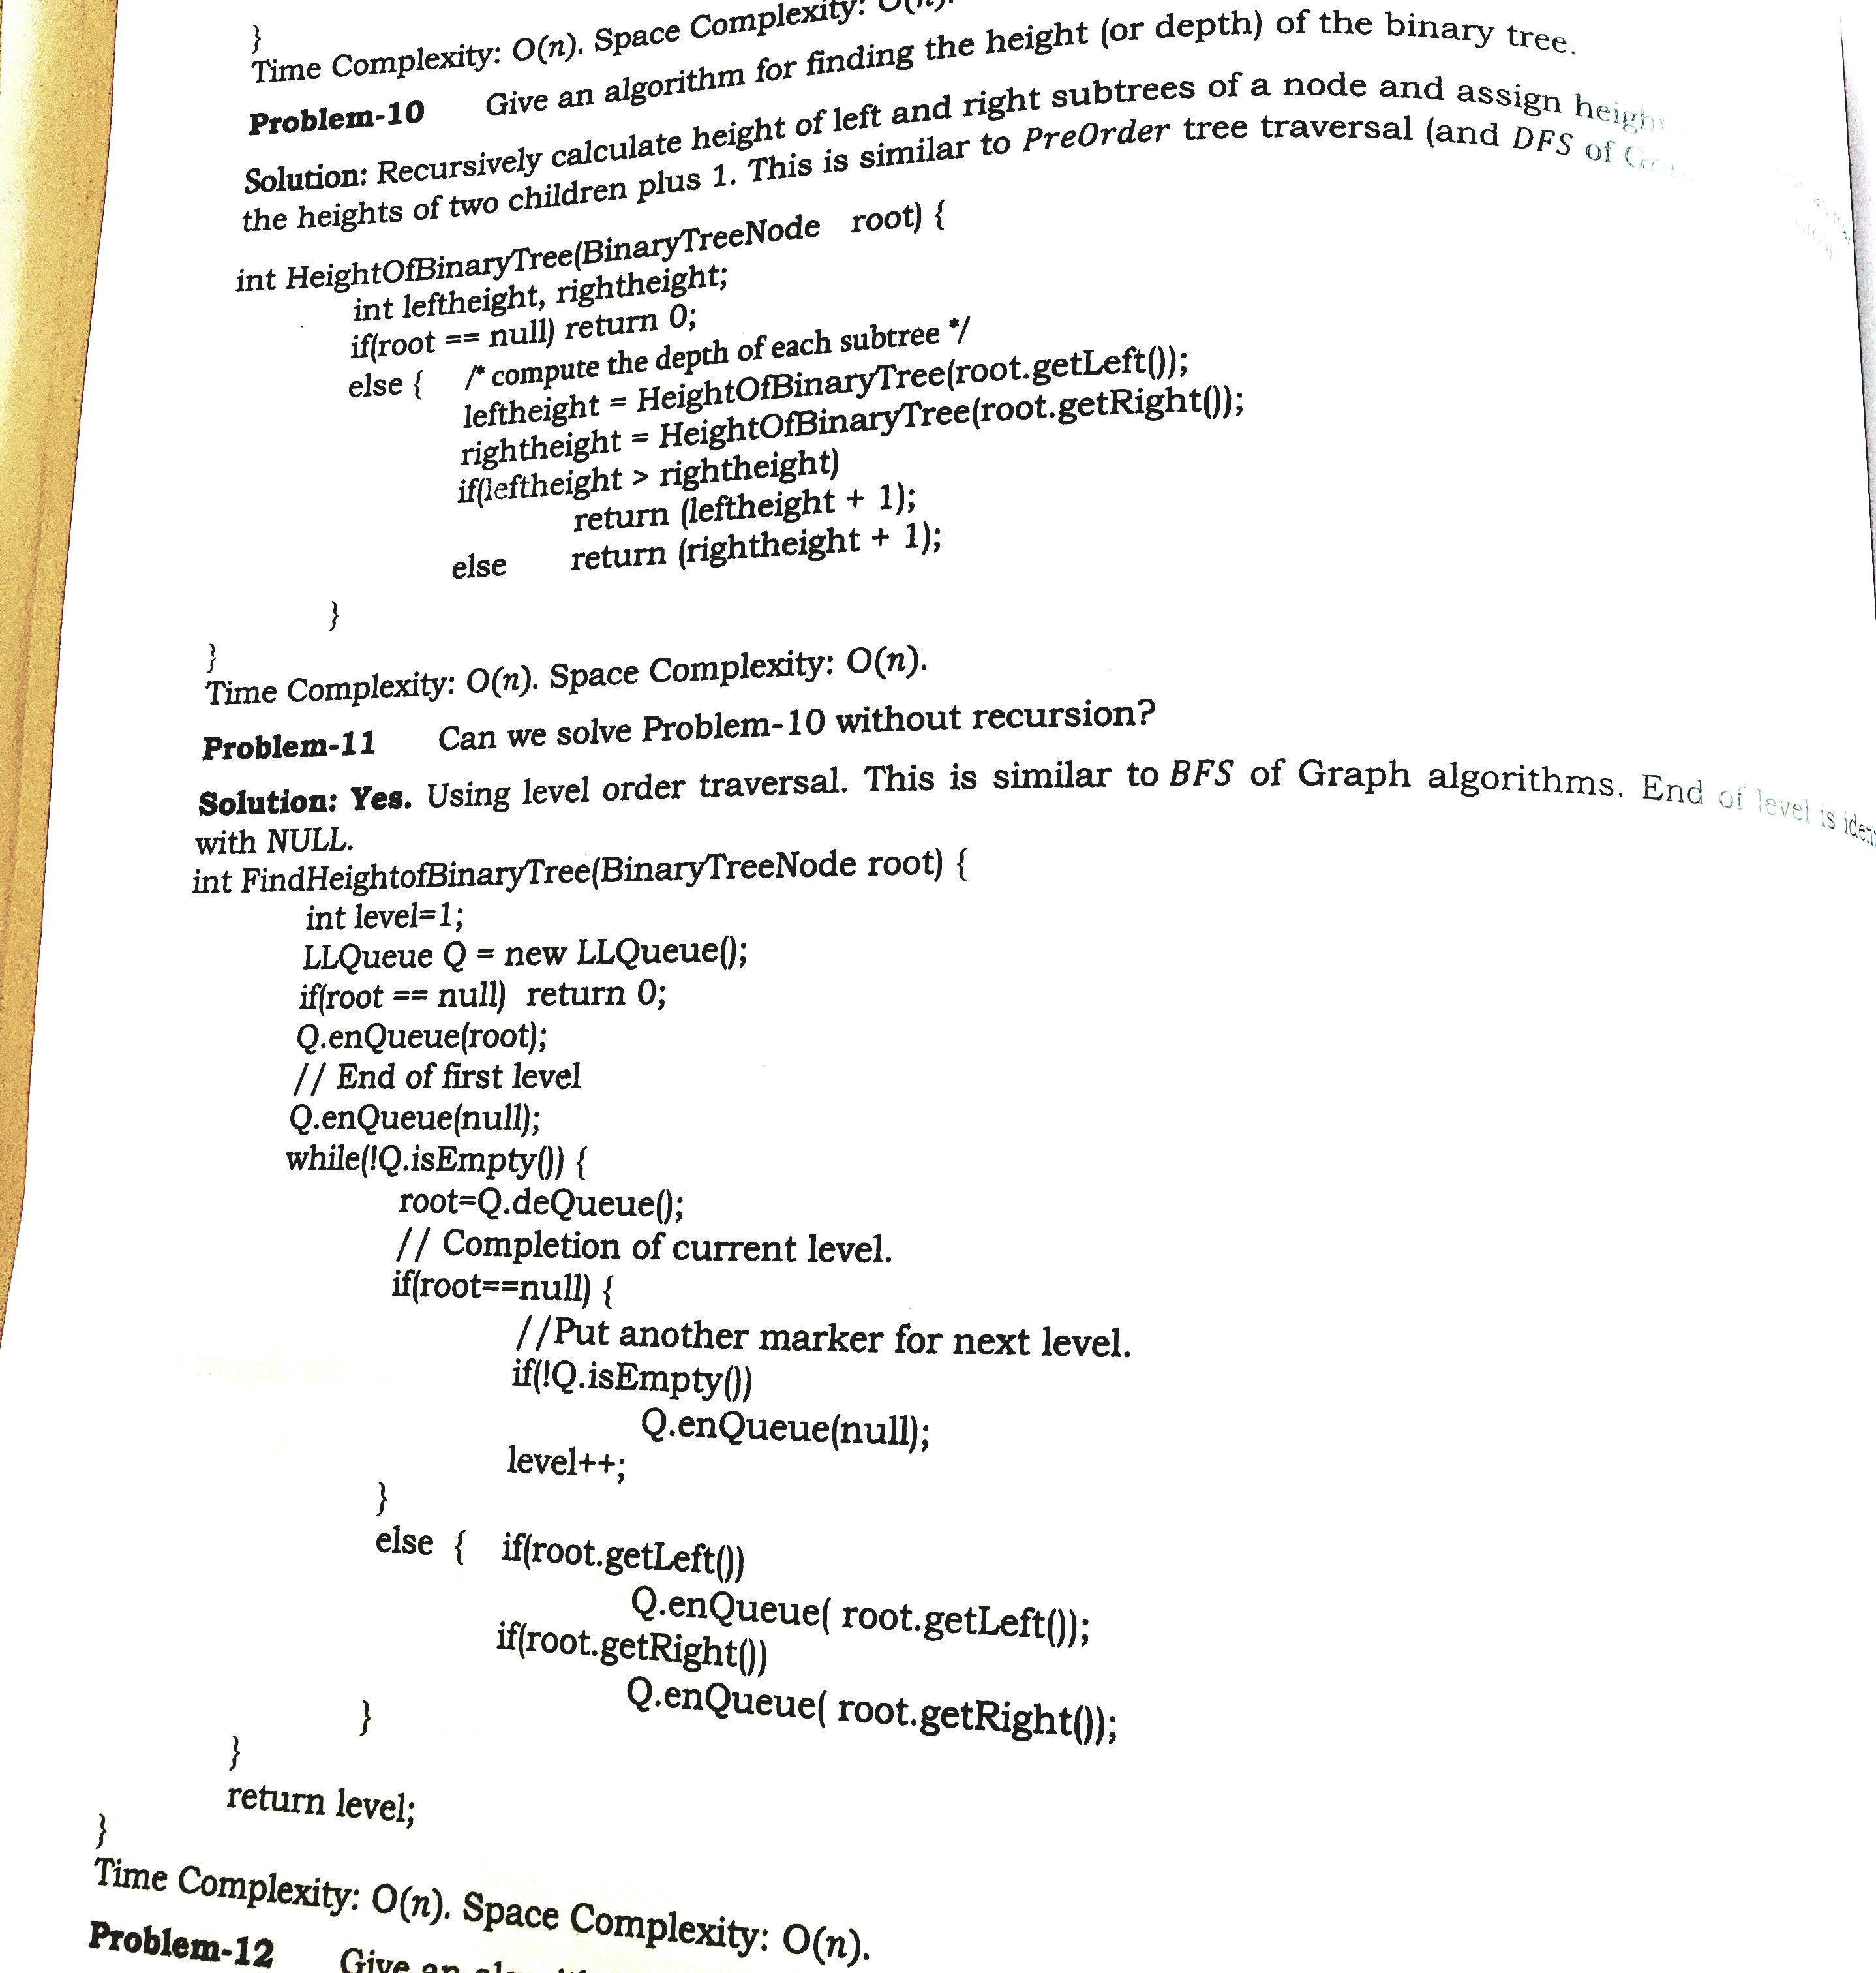 }
Time Complexity: O(n). Space Complexity: O(n).
Problem-10 Give an algorithm for finding the height (or depth) of the binary tree.
Solution: Recursively calculate height of left and right subtrees of a node and assign height
the heights of two children plus 1. This is similar to PreOrder tree traversal (and DFS of
int HeightOfBinaryTree(BinaryTreeNode root) {
int leftheight, rightheight;
if(root == null) return 0;
else { /* compute the depth of each subtree */
leftheight = HeightOfBinaryTree(root.getLeft());
rightheight = HeightOfBinaryTree(root.getRight());
if(leftheight > rightheight)
return (leftheight + 1);
else return (rightheight + 1);
}
}
Time Complexity: O(n). Space Complexity: O(n).
Problem-11 Can we solve Problem-10 without recursion?
Solution: Yes. Using level order traversal. This is similar to BFS of Graph algorithms. End of level is
with NULL.
int FindHeightofBinaryTree(BinaryTreeNode root) {
int level=1;
LLQueue Q = new LLQueue();
if(root == null) return 0;
Q.enQueue(root);
// End of first level
Q.enQueue(null);
while(!Q.isEmpty()) {
root=Q.deQueue();
// Completion of current level.
if(root==null) {
//Put another marker for next level.
if(!Q.isEmpty())
Q.enQueue(null);
level++;
}
else { if(root.getLeft())
Q.enQueue( root.getLeft());
if(root.getRight())
Q.enQueue( root.getRight());
}
}
return level;
}
Time Complexity: O(n). Space Complexity: O(n).
Problem-12 Give an